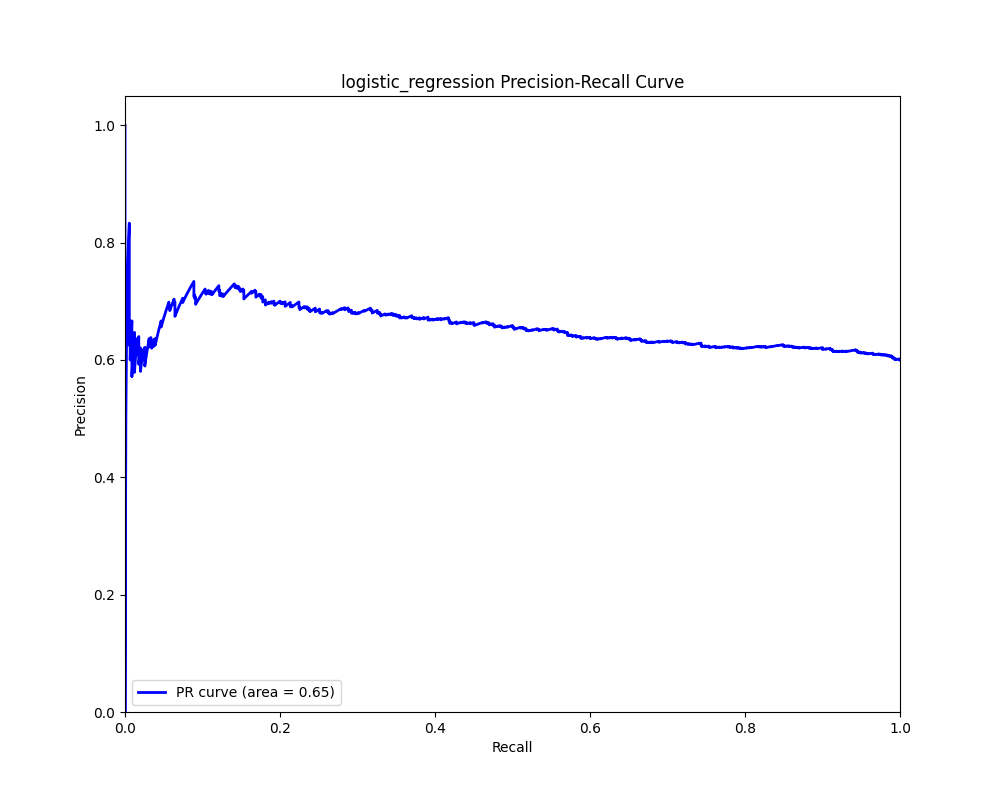 logistic_regression Precision-Recall Curve
1.0
0.8
0.6
0.4
0.2
0.0
Precision
PR curve (area = 0.65)
0.0 0.2 0.4 0.6 0.8 1.0
Recall